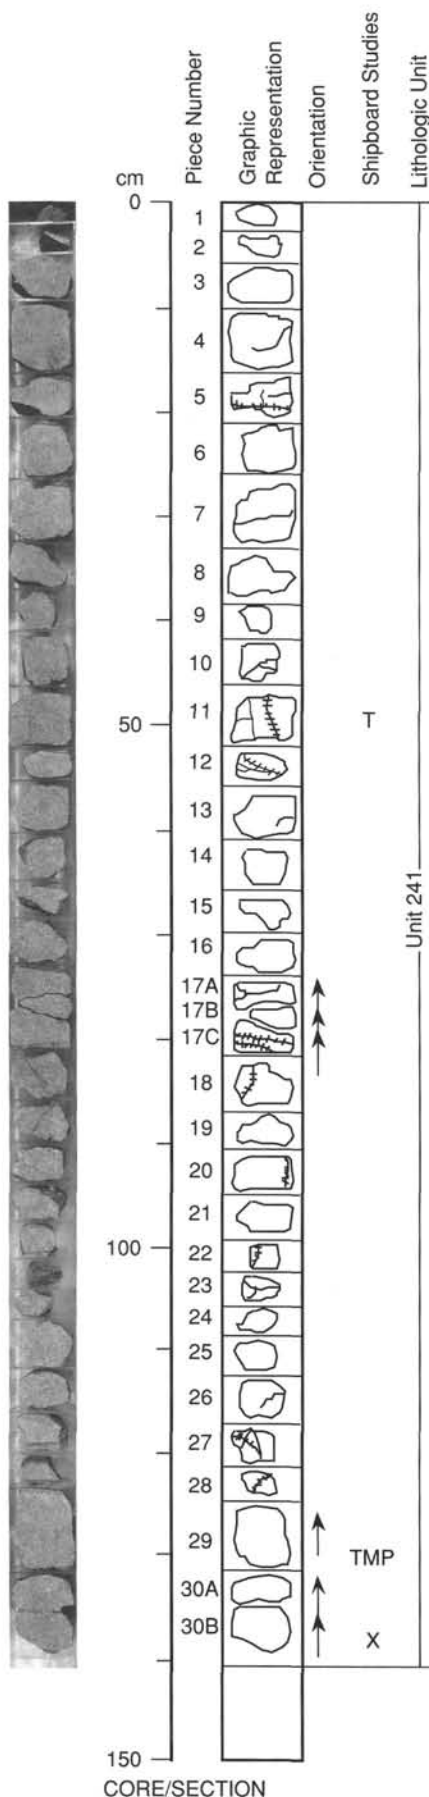 cm
Piece Number
Graphic
Representation
Orientation
Shipboard Studies
Lithologic Unit
0
1
2
3
4
5
6
7
8
9
10
11
50
T
12
13
14
15
16
Unit 241
17A
17B
17C
18
19
20
21
100
22
23
24
25
26
27
28
29
TMP
30A
30B
X
150
CORE/SECTION